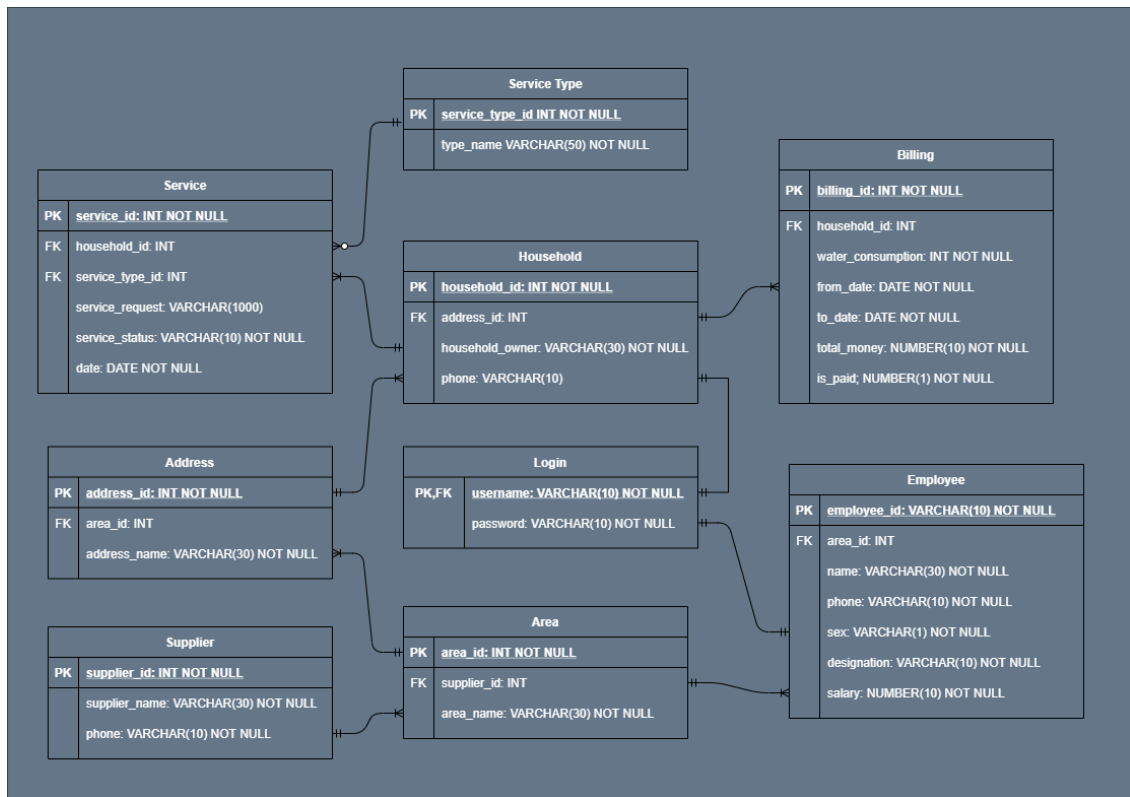 Service Type
PK service_type_id INT NOT NULL
type_name VARCHAR(50) NOT NULL
Billing
PK billing_id: INT NOT NULL
FK household_id: INT
water_consumption: INT NOT NULL
from_date: DATE NOT NULL
to_date: DATE NOT NULL
total_money: NUMBER(10) NOT NULL
is_paid; NUMBER(1) NOT NULL
Service
PK service_id: INT NOT NULL
FK household_id: INT
FK service_type_id: INT
service_request: VARCHAR(1000)
service_status: VARCHAR(10) NOT NULL
date: DATE NOT NULL
Household
PK household_id: INT NOT NULL
FK address_id: INT
household_owner: VARCHAR(30) NOT NULL
phone: VARCHAR(10)
Address
PK address_id: INT NOT NULL
FK area_id: INT
address_name: VARCHAR(30) NOT NULL
Login
PK,FK username: VARCHAR(10) NOT NULL
password: VARCHAR(10) NOT NULL
Employee
PK employee_id: VARCHAR(10) NOT NULL
FK area_id: INT
name: VARCHAR(30) NOT NULL
phone: VARCHAR(10) NOT NULL
sex: VARCHAR(1) NOT NULL
designation: VARCHAR(10) NOT NULL
salary: NUMBER(10) NOT NULL
Supplier
PK supplier_id: INT NOT NULL
supplier_name: VARCHAR(30) NOT NULL
phone: VARCHAR(10) NOT NULL
Area
PK area_id: INT NOT NULL
FK supplier_id: INT
area_name: VARCHAR(30) NOT NULL